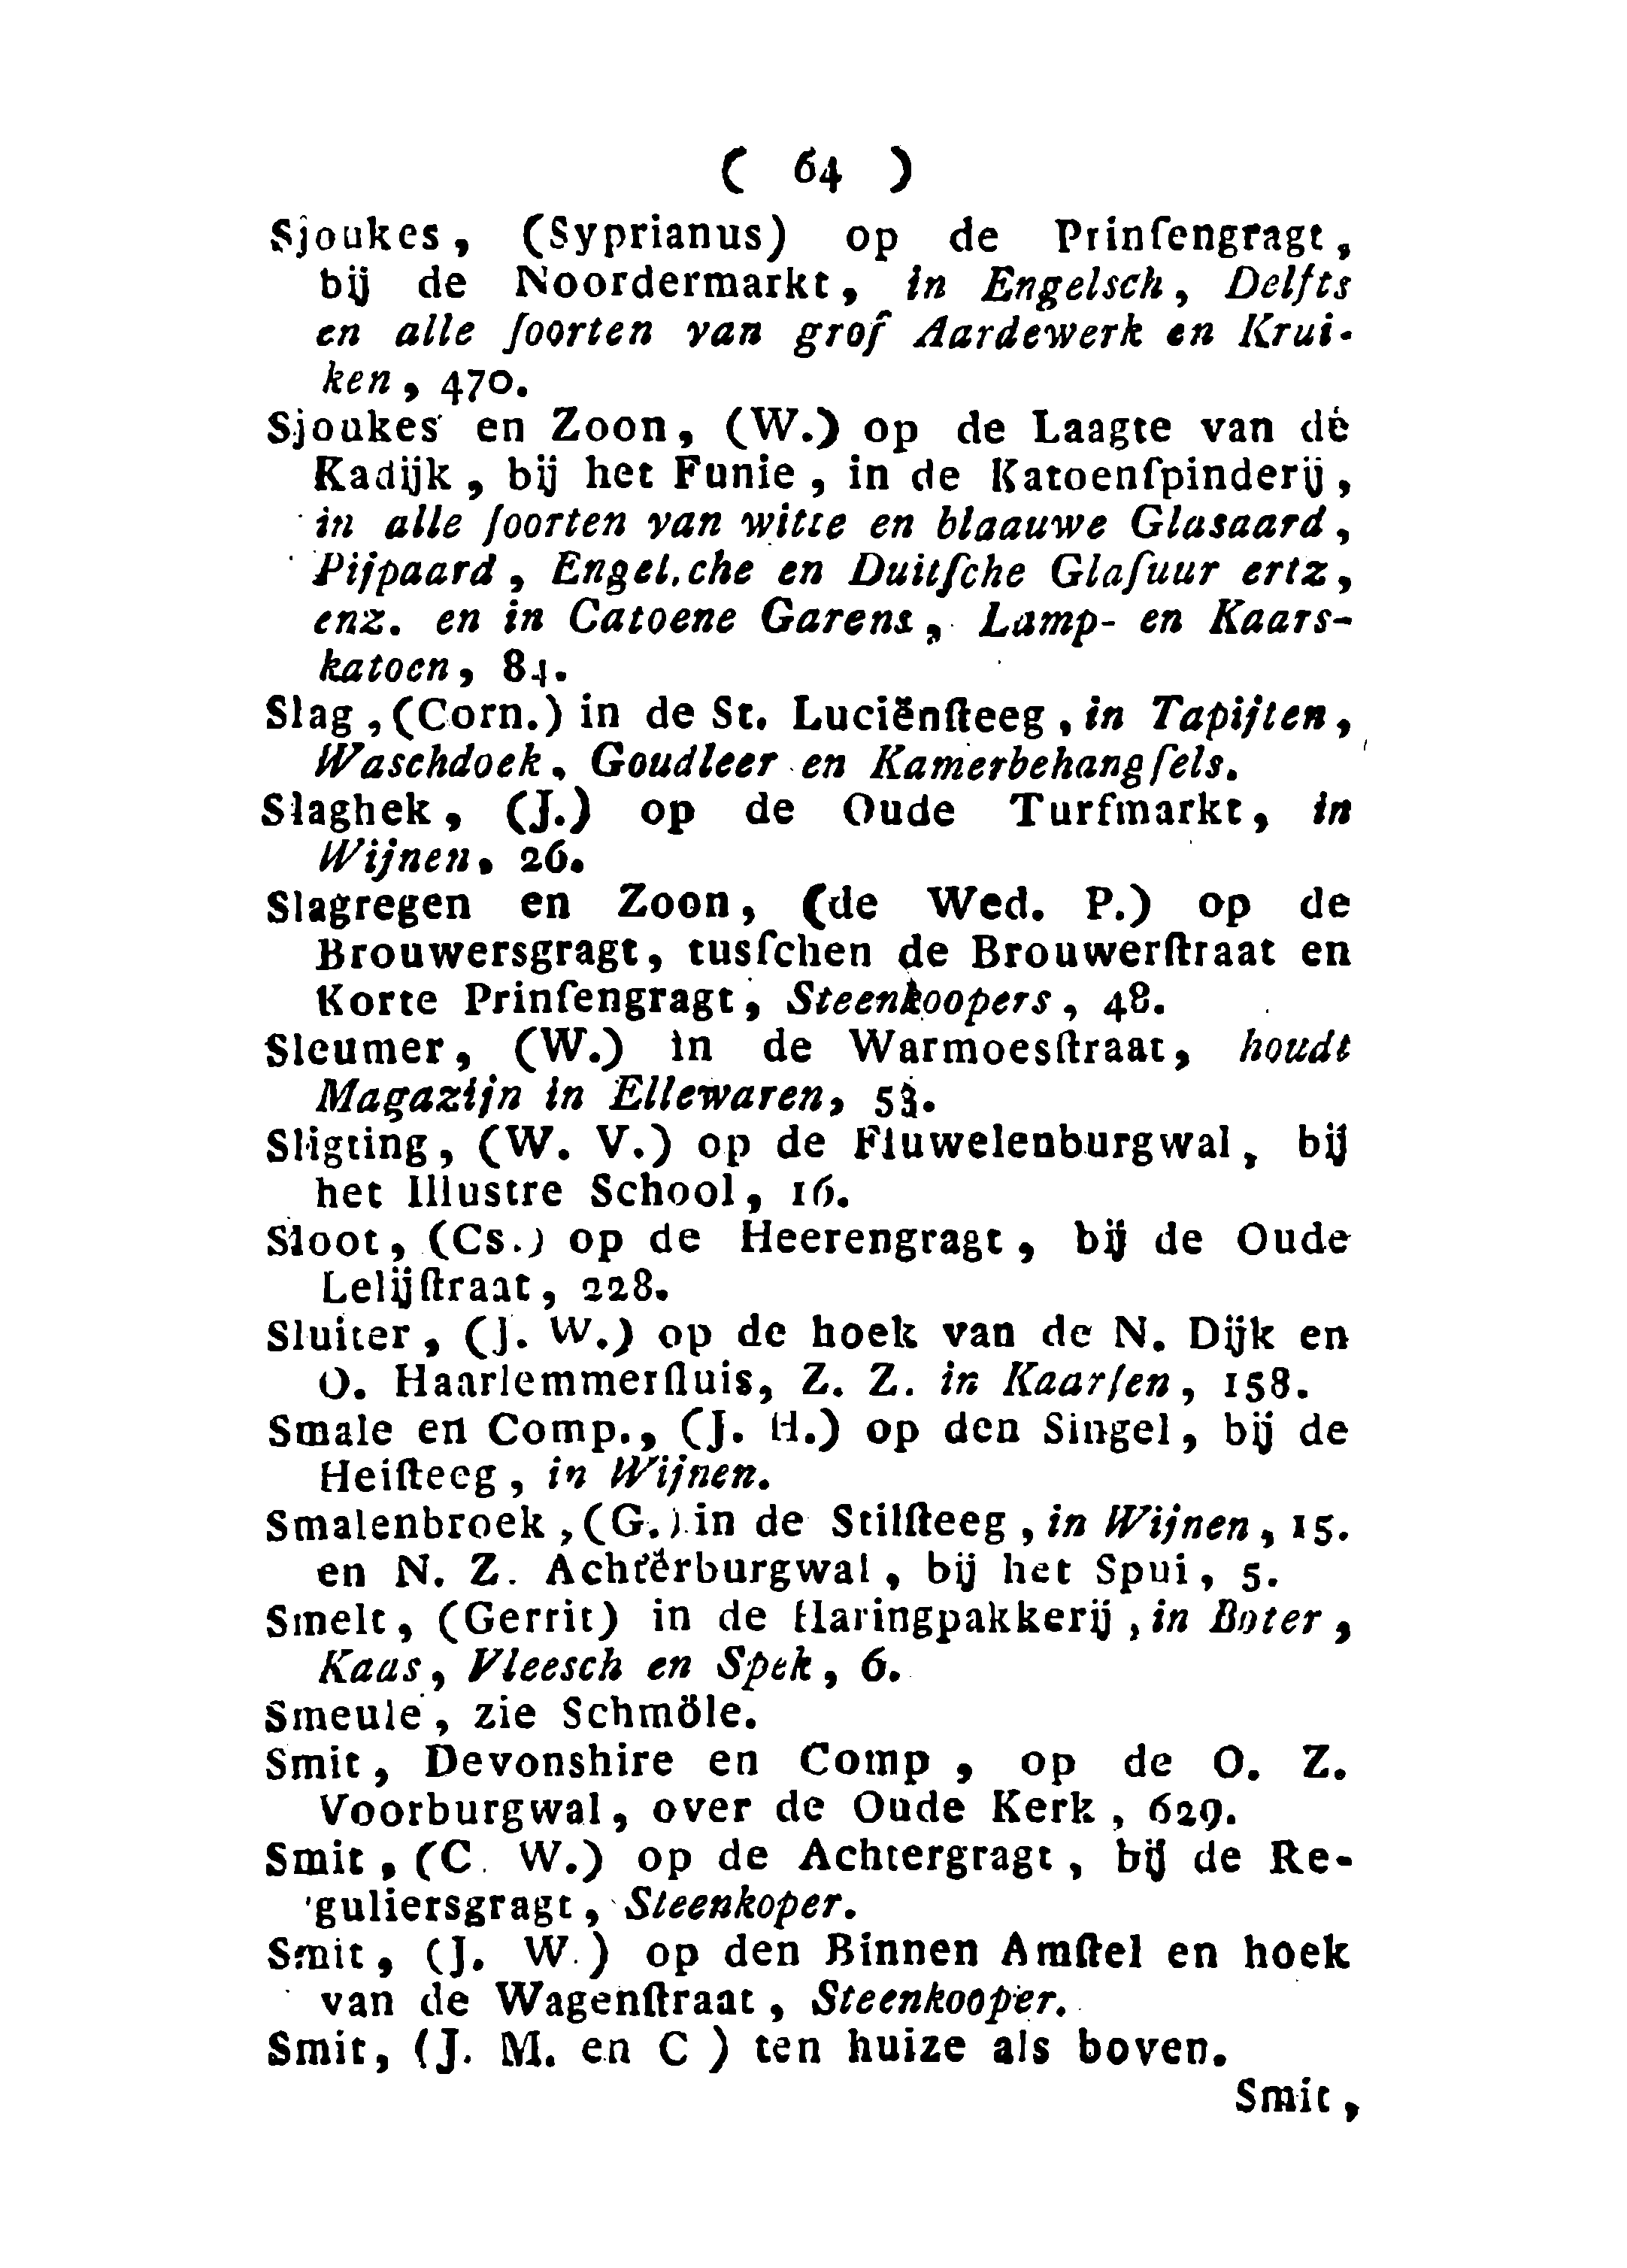 ( 64 )
Sjoukes, (Syprianus) op de Prinſengragt,
bij de Noordermarkt, in Engelsch, Delfts
en alle ſoorten van grof Aardewerk en Krui-
ken, 470.
Sjoukes en Zoon, (W.) op de Laagte van de
Kadijk, bij het Funie, in de Katoenſpinderij,
in alle ſoorten van witte en blaauwe Glasaard,
Pijpaard, Engelſche en Duitſche Glaſuur ertz,
enz. en in Catoene Garens, Lamp- en Kaars-
katoen, 84.
Slag, (Corn.) in de St. Luciënſteeg, in Tapijten,
Waschdoek, Goudleer en Kamerbehangſels.
Slaghek, (J.) op de Oude Turfmarkt, in
Wijnen, 26.
Slagregen en Zoon, (de Wed. P.) op de
Brouwersgragt, tusſchen de Brouwerſtraat en
Korte Prinſengragt, Steenkoopers, 48.
Sleumer, (W.) in de Warmoesſtraat, houdt
Magazijn in Ellewaren,
Sligting, (W. V.) op de Fluwelenburgwal, bij
het Illustre School, 16.
Sloot, (Cs.) op de Heerengragt, bij de Oude
Lelijſtraat, 228.
Sluiter, (J. W.) op de hoek van de N. Dijk en
O. Haarlemmerſluis, Z. Z. in Kaarſen, 158.
Smale en Comp., (J. H.) op den Singel, bij de
Heiſteeg, in Wijnen.
Smalenbroek, (G.) in de Stilſteeg, in Wijnen, 15.
en N. Z. Achterburgwal, bij het Spui, 5.
Smelt, (Gerrit) in de Haringpakkerij, in Boter,
Kaas, Vleesch en Spek, 6.
Smeule, zie Schmöle.
Smit, Devonshire en Comp, op de O. Z.
Voorburgwal, over de Oude Kerk, 629.
Smit, (C. W.) op de Achtergragt, bij de Re-
guliersgragt, Steenkoper.
Smit, (J. W.) op den Binnen Amſtel en hoek
van de Wagenſtraat, Steenkooper.
Smit, (J. M. en C ) ten huize als boven.
Smit,